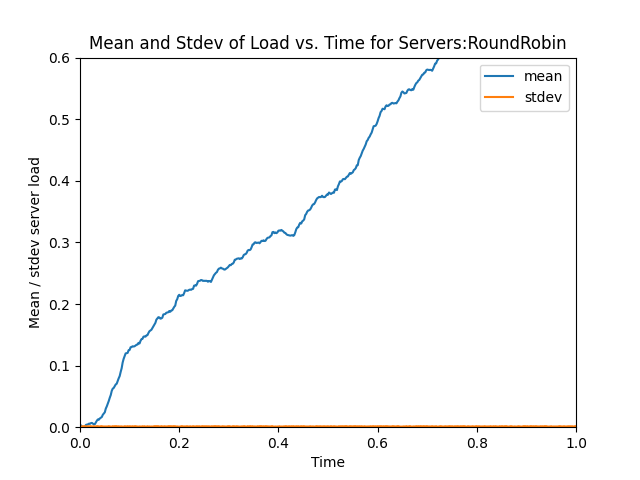 Mean and Stdev of Load vs. Time for Servers:RoundRobin
mean
stdev
Mean / stdev server load
0.6
0.5
0.4
0.3
0.2
0.1
0.0
0.0 0.2 0.4 0.6 0.8 1.0
Time